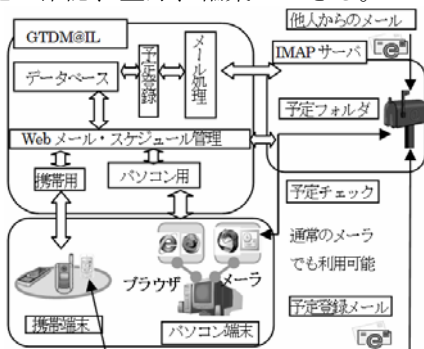 他人からのメール
GTDM@IL
IMAPサーバ
データベース
予定登録
メール処理
予定フォルダ
Webメール・スケジュール管理
携帯用
パソコン用
予定チェック
通常のメーラ
でも利用可能
ブラウザ
メーラ
予定登録メール
携帯端末
パソコン端末